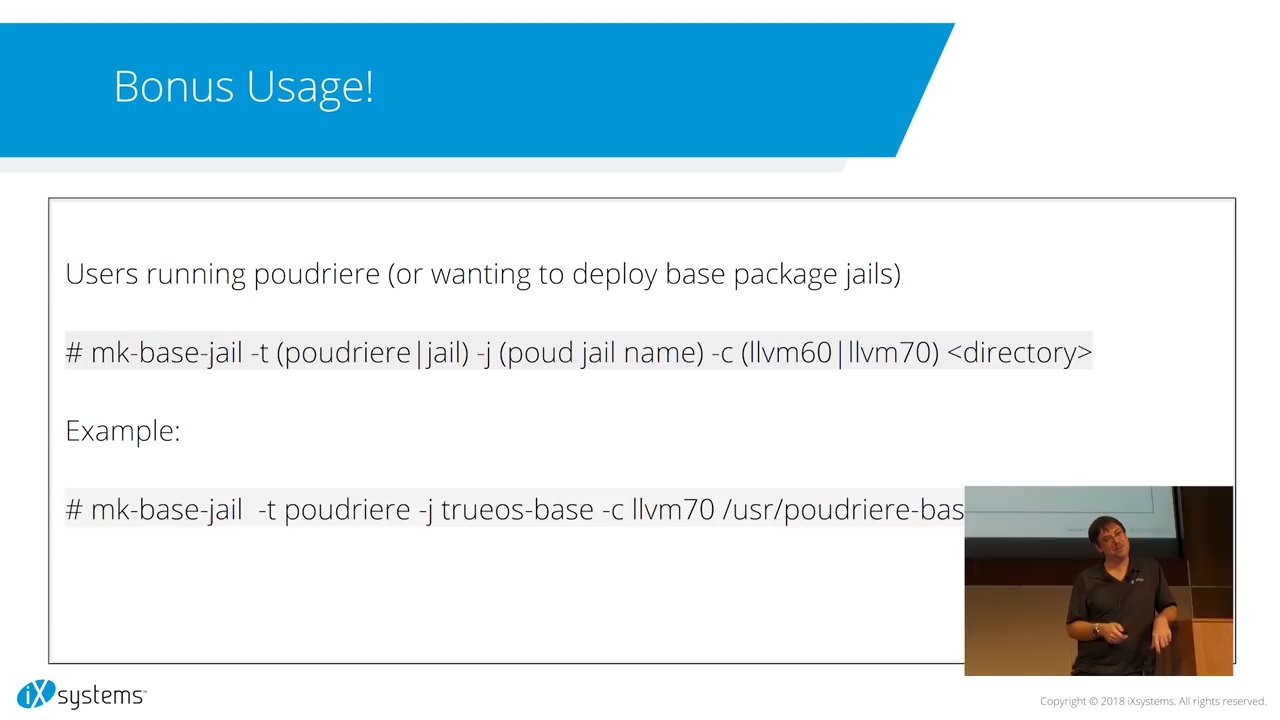 Bonus Usage!
Users running poudriere (or wanting to deploy base package jails)
# mk-base-jail -t (poudriere|jail) -j (poud jail name) -c (llvm60|llvm70) <directory>
Example:
# mk-base-jail -t poudriere -j trueos-base -c llvm70 /usr/poudriere-bas
iXsystems™
Copyright © 2018 iXsystems. All rights reserved.